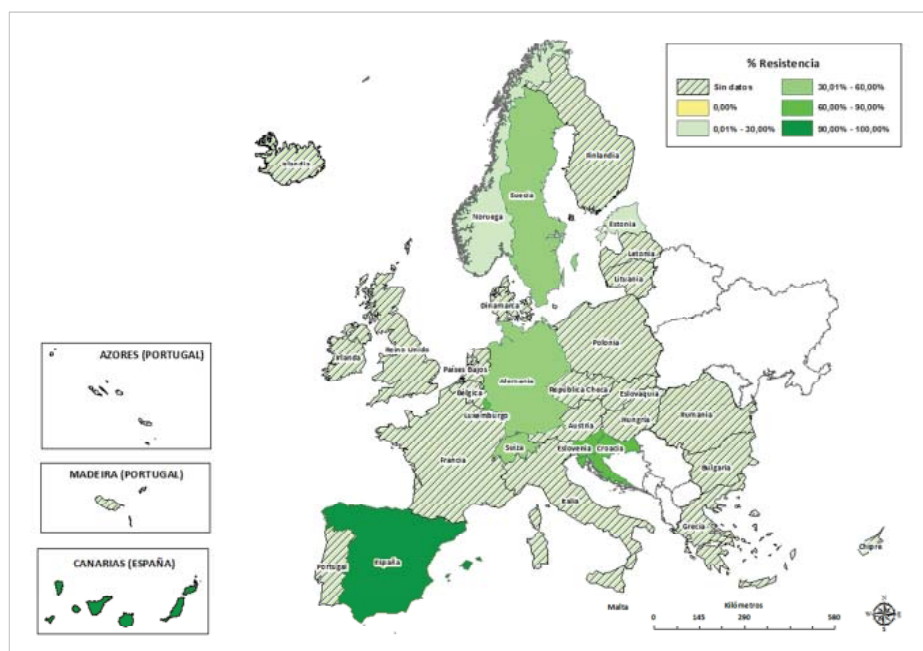 % Resistencia
Sin datos
0,00%
0,01% - 30,00%
30,01% - 60,00%
60,00% - 90,00%
90,00% - 100,00%
Islandia
Finlandia
Suecia
Noruega
Estonia
Letonia
Lituania
Dinamarca
Irlanda
Reino Unido
Países Bajos
Polonia
Bélgica
Alemania
República Checa
Eslovaquia
Luxemburgo
Austria
Hungría
Rumanía
Francia
Suiza
Eslovenia
Croacia
Italia
Bulgaria
Grecia
Portugal
España
Malta
Chipre
AZORES (PORTUGAL)
MADEIRA (PORTUGAL)
CANARIAS (ESPAÑA)
Kilómetros
0 145 290 580
N
W E
S